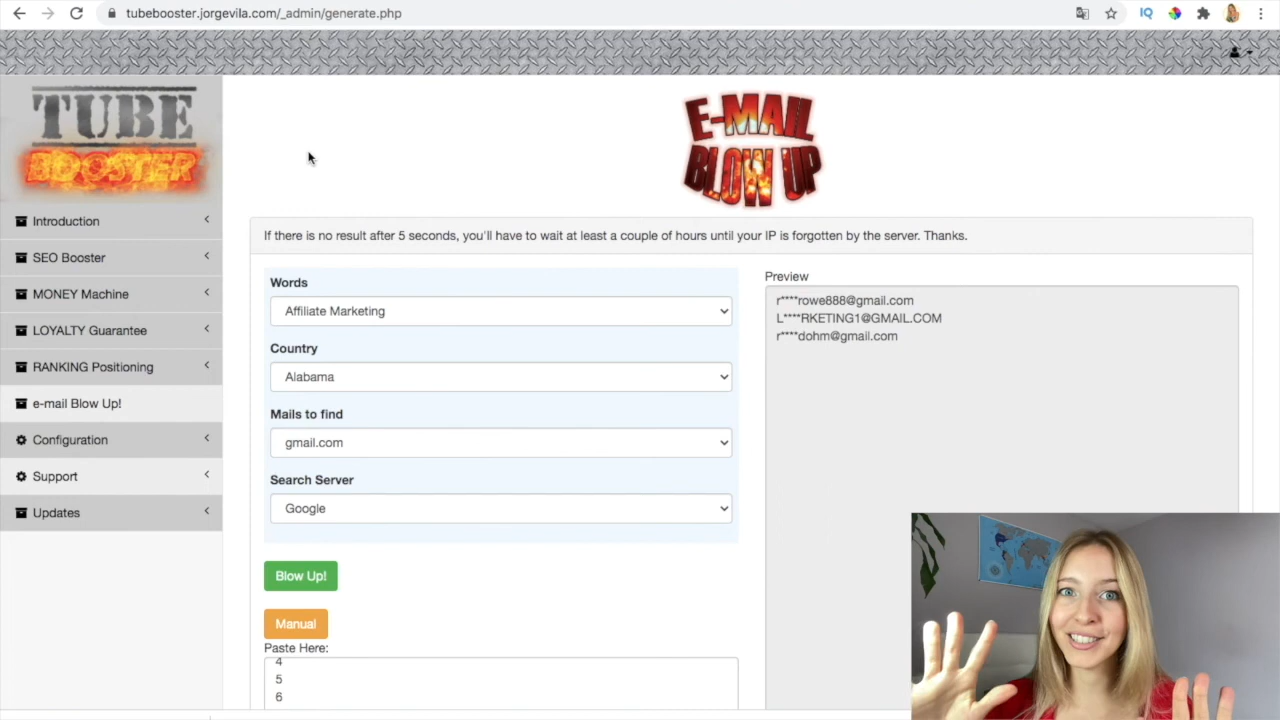 tubebooster.jorgevila.com/_admin/generate.php
IQ
TUBE
BOOSTER
E-MAIL
BLOW UP
Introduction
SEO Booster
MONEY Machine
LOYALTY Guarantee
RANKING Positioning
e-mail Blow Up!
Configuration
Support
Updates
If there is no result after 5 seconds, you'll have to wait at least a couple of hours until your IP is forgotten by the server. Thanks.
Words
Affiliate Marketing
Country
Alabama
Mails to find
gmail.com
Search Server
Google
Blow Up!
Manual
Paste Here:
4
5
6
Preview
r****rowe888@gmail.com
L****RKETING1@GMAIL.COM
r****dohm@gmail.com